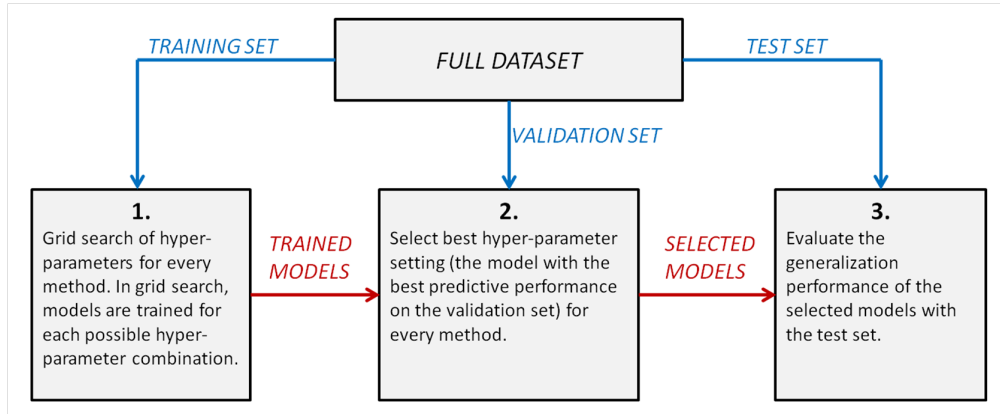 TRAINING SET
FULL DATASET
TEST SET
VALIDATION SET
1.
Grid search of hyper-
parameters for every
method. In grid search,
models are trained for
each possible hyper-
parameter combination.
TRAINED
MODELS
2.
Select best hyper-parameter
setting (the model with the
best predictive performance
on the validation set) for
every method.
SELECTED
MODELS
3.
Evaluate the
generalization
performance of the
selected models with
the test set.